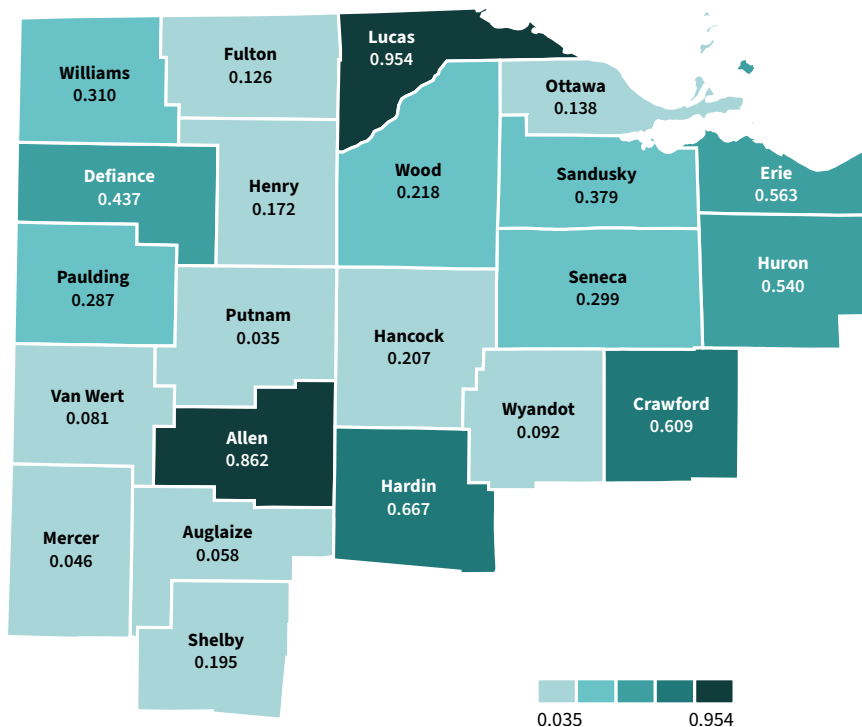 Lucas
0.954
Fulton
0.126
Williams
0.310
Ottawa
0.138
Wood
0.218
Sandusky
0.379
Erie
0.563
Defiance
0.437
Henry
0.172
Huron
0.540
Paulding
0.287
Seneca
0.299
Putnam
0.035
Hancock
0.207
Van Wert
0.081
Wyandot
0.092
Crawford
0.609
Allen
0.862
Hardin
0.667
Mercer
0.046
Auglaize
0.058
Shelby
0.195
0.035 0.954